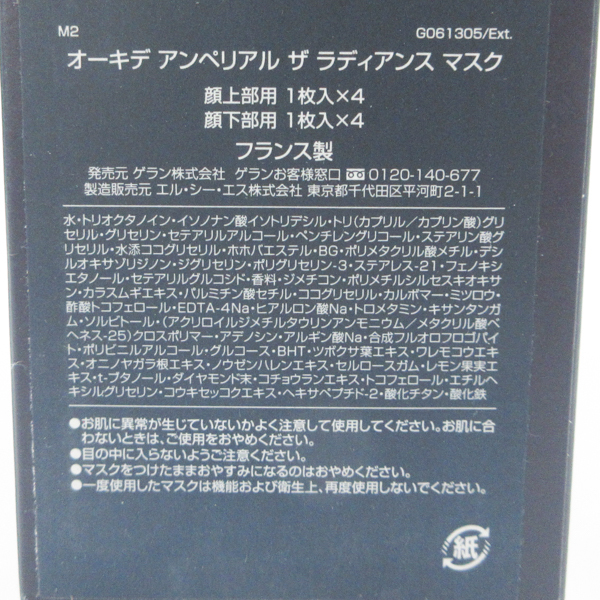 M2
G061305/Ext.
オーキデ アンペリアル ザ ラディアンス マスク
顔上部用 1枚入×4
顔下部用 1枚入×4
フランス製
発売元 ゲラン株式会社 ゲランお客様窓口 0120-140-677
製造販売元 エル・シー・エス株式会社 東京都千代田区平河町2-1-1
水・トリオクタノイン・イソノナン酸イソトリデシル・トリ(カプリル/カプリン酸)グリ
セリル・グリセリン・セテアリルアルコール・ペンチレングリコール・ステアリン酸グ
リセリル・水添ココグリセリル・ホホバエステル・BG・ポリメタクリル酸メチル・デシ
ルオキサゾリジノン・ジグリセリン・ポリグリセリン-3・ステアレス-21・フェノキシ
エタノール・セテアリルグルコシド・香料・ジメチコン・ポリメチルシルセスキオキサ
ン・カラスムギエキス・パルミチン酸セチル・ココグリセリル・カルボマー・ミツロウ・
酢酸トコフェロール・EDTA-4Na・ヒアルロン酸Na・トロメタミン・キサンタンガ
ム・ソルビトール・(アクリロイルジメチルタウリンアンモニウム/メタクリル酸ベ
ヘネス-25)クロスポリマー・アデノシン・アルギン酸Na・合成フルオロフロゴパイ
ト・ポリビニルアルコール・グルコース・BHT・ツボクサ葉エキス・ワレモコウエキ
ス・オニノヤガラ根エキス・ノウゼンハレンエキス・セルロースガム・レモン果実エ
キス・t-ブタノール・ダイヤモンド末・コチョウランエキス・トコフェロール・エチルヘ
キシルグリセリン・コウキセッコクエキス・ヘキサペプチド-2・酸化チタン・酸化鉄
●お肌に異常が生じていないかよく注意して使用してください。お肌に合
わないときは、ご使用をおやめください。
●目の中に入らないようご注意ください。
●マスクをつけたままおやすみになるのはおやめください。
●一度使用したマスクは機能および衛生上、再度使用しないでください。
紙